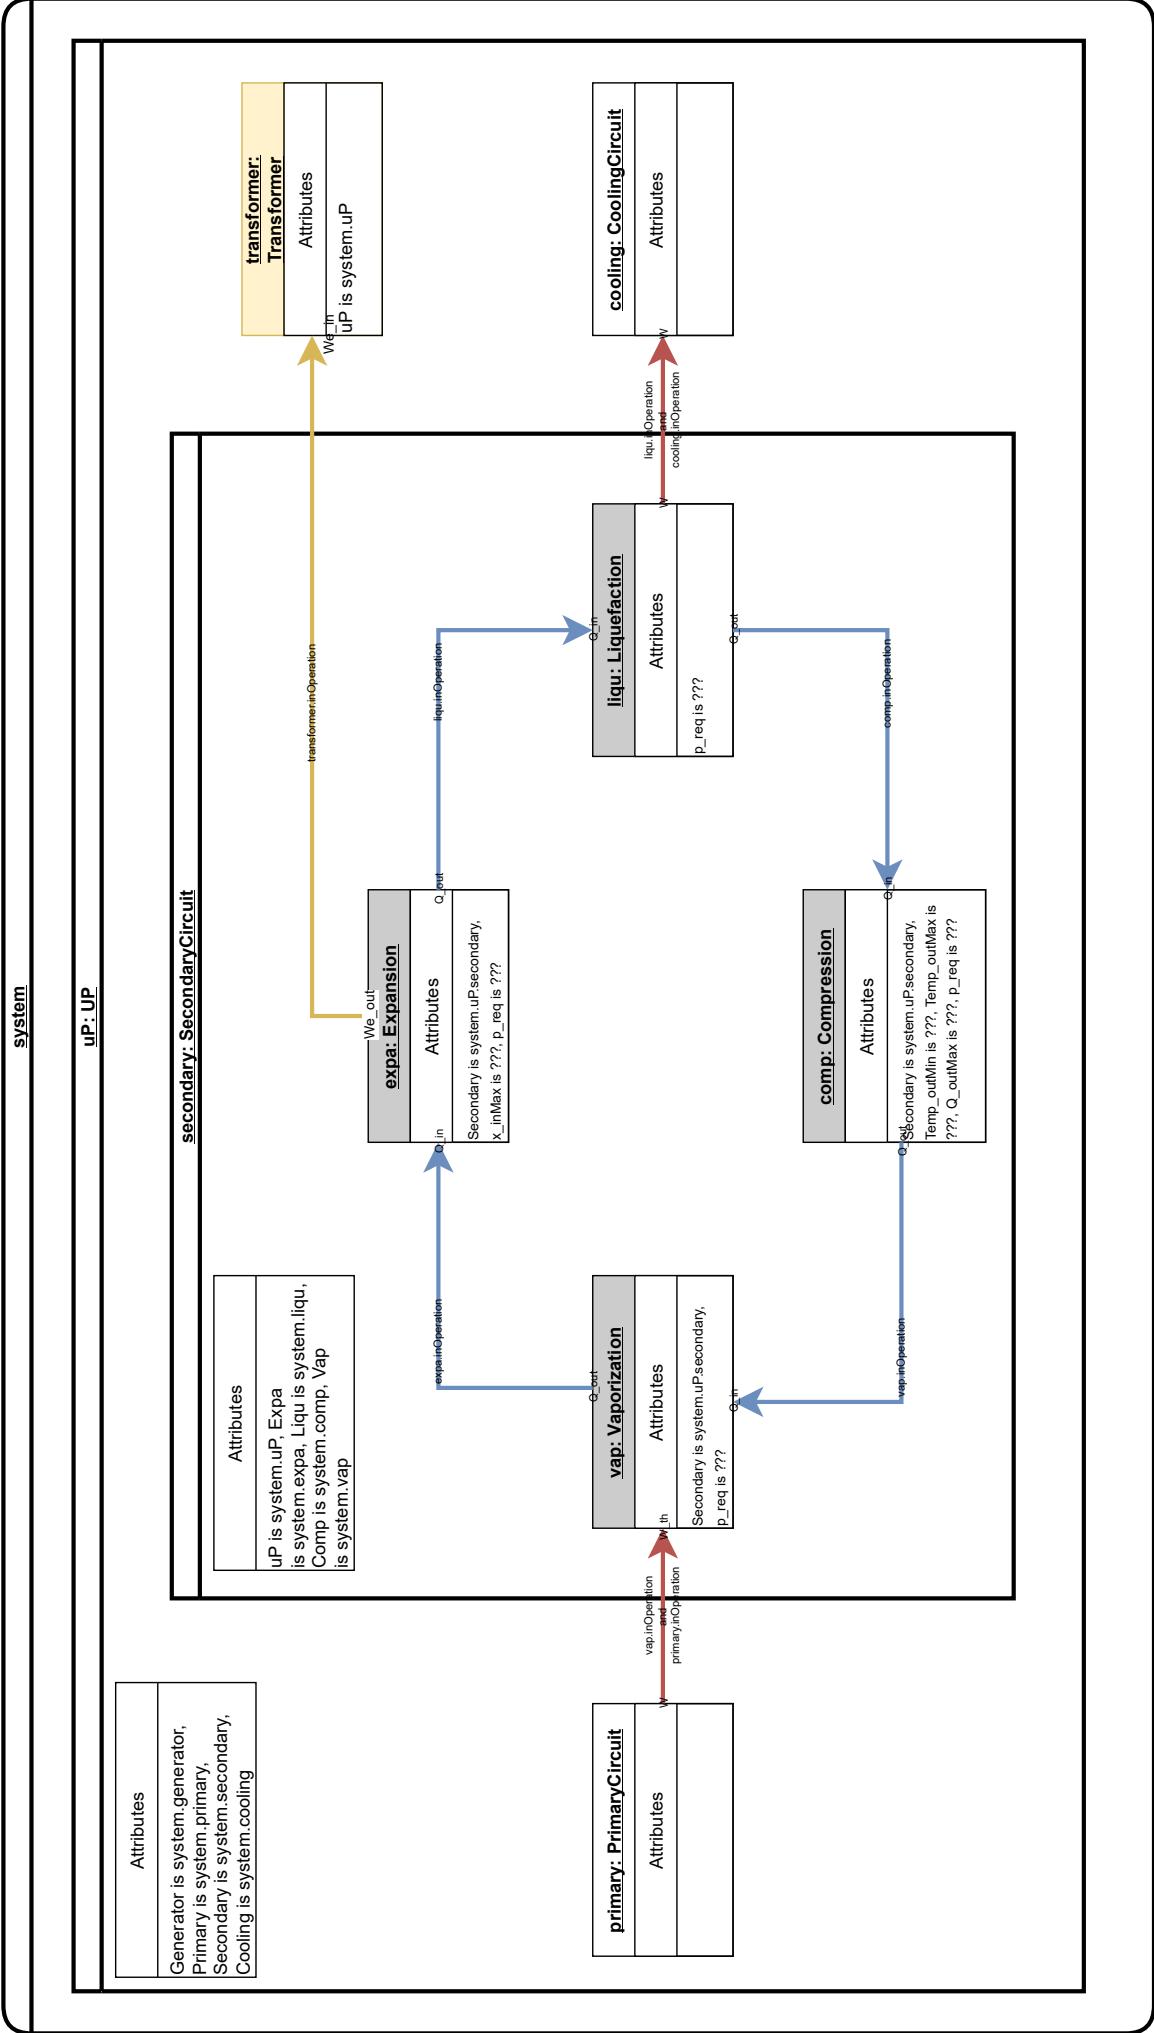 system
uP: UP
Attributes
Generator is system.generator,
Primary is system.primary,
Secondary is system.secondary,
Cooling is system.cooling
secondary: SecondaryCircuit
Attributes
uP is system.uP, Expa
is system.expa, Liqu is system.liqu,
Comp is system.comp, Vap
is system.vap
transformer:
Transformer
Attributes
uP is system.uP
We_in
transformer.inOperation
We_out
expa: Expansion
Attributes
Secondary is system.uP.secondary,
x_inMax is ???, p_req is ???
Q_in
Q_out
expa.inOperation
liqu.inOperation
primary: PrimaryCircuit
Attributes
W
vap.inOperation
and
primary.inOperation
W_th
vap: Vaporization
Attributes
Secondary is system.uP.secondary,
p_req is ???
Q_out
Q_in
liqu: Liquefaction
Attributes
p_req is ???
Q_in
Q_out
W
liqu.inOperation
and
cooling.inOperation
W
cooling: CoolingCircuit
Attributes
comp: Compression
Attributes
Secondary is system.uP.secondary,
Temp_outMin is ???, Temp_outMax is
???, Q_outMax is ???, p_req is ???
Q_in
Q_out
comp.inOperation
vap.inOperation